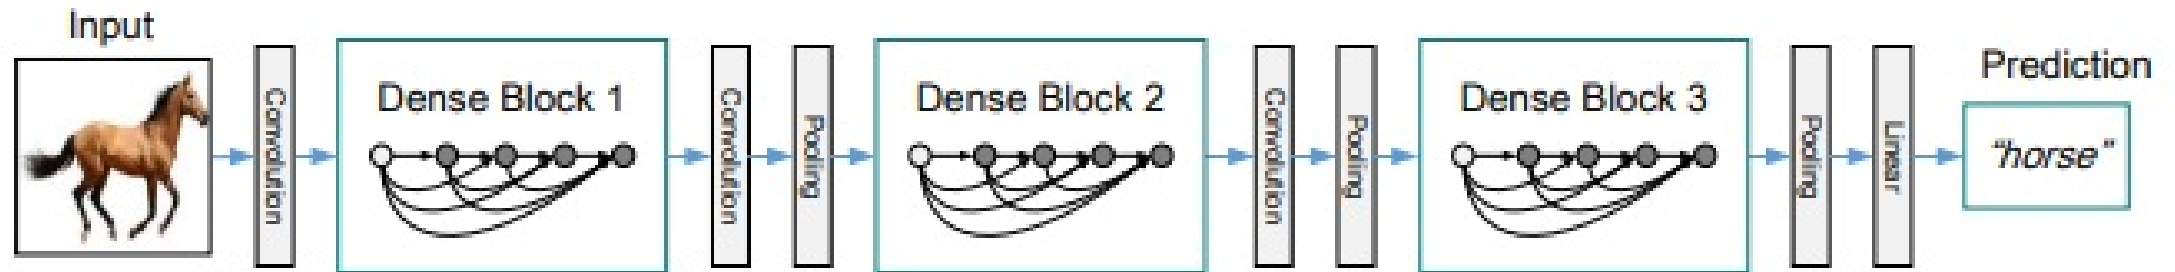 Input
Convolution
Dense Block 1
Convolution
Pooling
Dense Block 2
Convolution
Pooling
Dense Block 3
Pooling
Linear
Prediction
“horse”